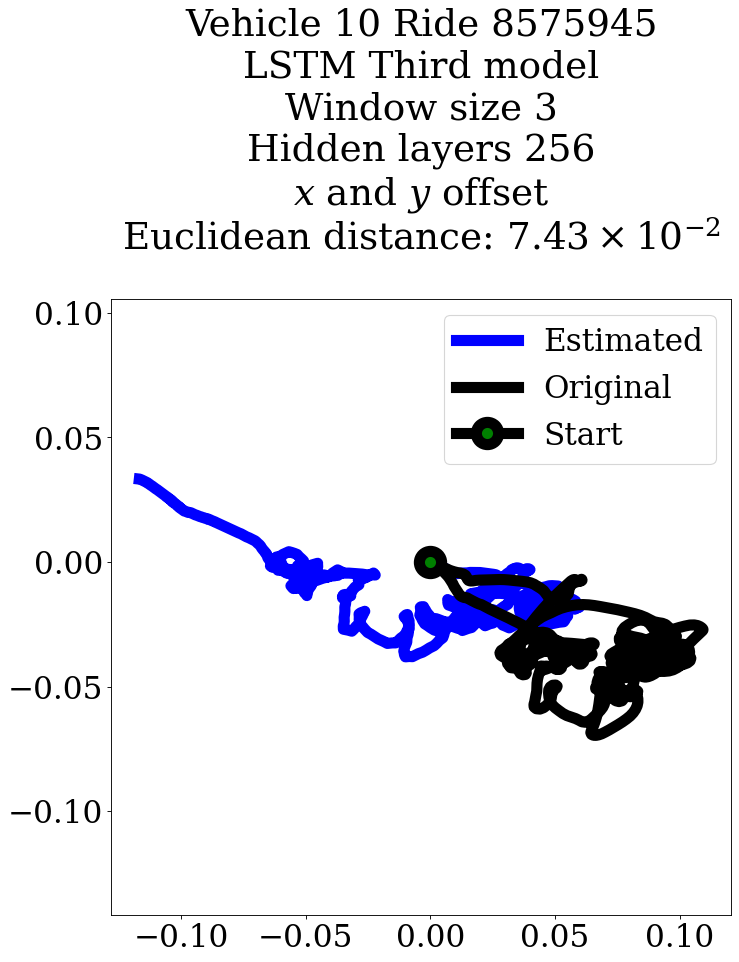 Vehicle 10 Ride 8575945
LSTM Third model
Window size 3
Hidden layers 256
x and y offset
Euclidean distance: 7.43 × 10⁻²
Estimated
Original
Start
0.10
0.05
0.00
−0.05
−0.10
−0.10 −0.05 0.00 0.05 0.10